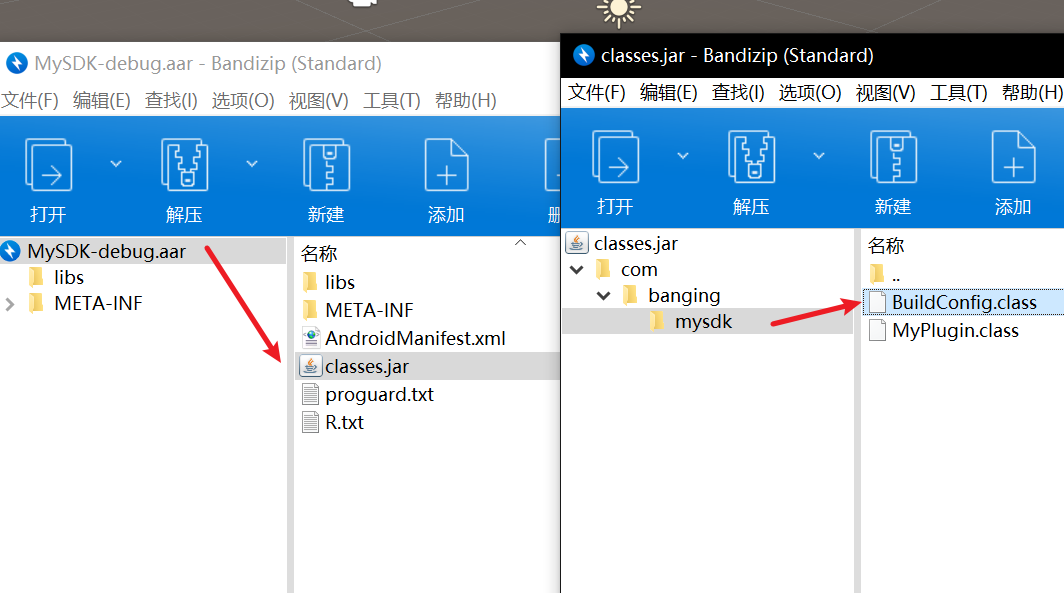 MySDK-debug.aar - Bandizip (Standard)
文件(F) 编辑(E) 查找(I) 选项(O) 视图(V) 工具(T) 帮助(H)
打开 解压 新建 添加
MySDK-debug.aar
libs
META-INF
名称
libs
META-INF
AndroidManifest.xml
classes.jar
proguard.txt
R.txt
classes.jar - Bandizip (Standard)
文件(F) 编辑(E) 查找(I) 选项(O) 视图(V) 工具(T) 帮助(H)
打开 解压 新建 添加
classes.jar
com
banging
mysdk
名称
..
BuildConfig.class
MyPlugin.class